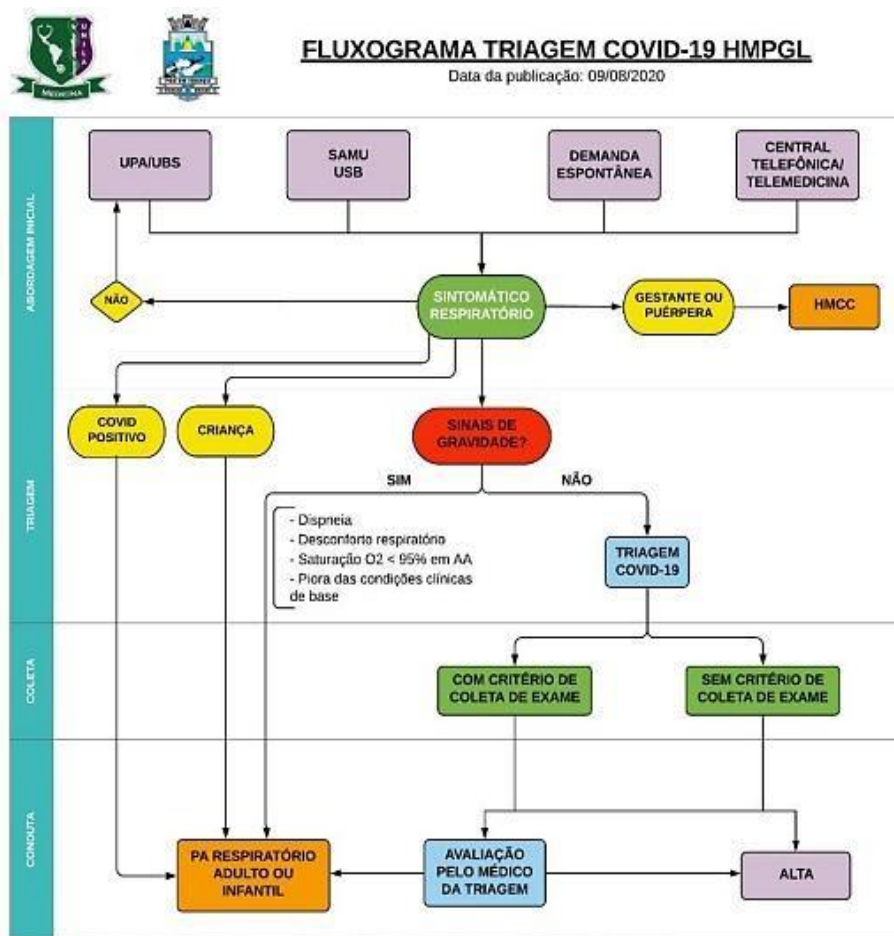 UNILA
MEDICINA
FLUXOGRAMA TRIAGEM COVID-19 HMPGL
Data da publicação: 09/08/2020
ABORDAGEM INICIAL
UPA/UBS
SAMU
USB
DEMANDA
ESPONTÂNEA
CENTRAL
TELEFÔNICA/
TELEMEDICINA
NÃO
SINTOMÁTICO
RESPIRATÓRIO
GESTANTE OU
PUÉRPERA
HMCC
TRIAGEM
COVID
POSITIVO
CRIANÇA
SINAIS DE
GRAVIDADE?
SIM
NÃO
- Dispneia
- Desconforto respiratório
- Saturação O2 < 95% em AA
- Piora das condições clínicas
de base
TRIAGEM
COVID-19
COLETA
COM CRITÉRIO DE
COLETA DE EXAME
SEM CRITÉRIO DE
COLETA DE EXAME
CONDUTA
PA RESPIRATÓRIO
ADULTO OU
INFANTIL
AVALIAÇÃO
PELO MÉDICO
DA TRIAGEM
ALTA